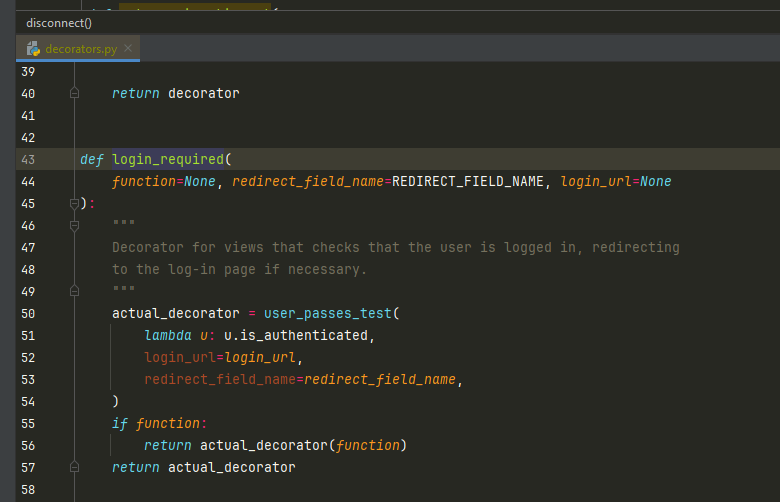 disconnect()
decorators.py
39
40 return decorator
41
42
43 def login_required(
44 function=None, redirect_field_name=REDIRECT_FIELD_NAME, login_url=None
45 ):
46 """
47 Decorator for views that checks that the user is logged in, redirecting
48 to the log-in page if necessary.
49 """
50 actual_decorator = user_passes_test(
51 lambda u: u.is_authenticated,
52 login_url=login_url,
53 redirect_field_name=redirect_field_name,
54 )
55 if function:
56 return actual_decorator(function)
57 return actual_decorator
58